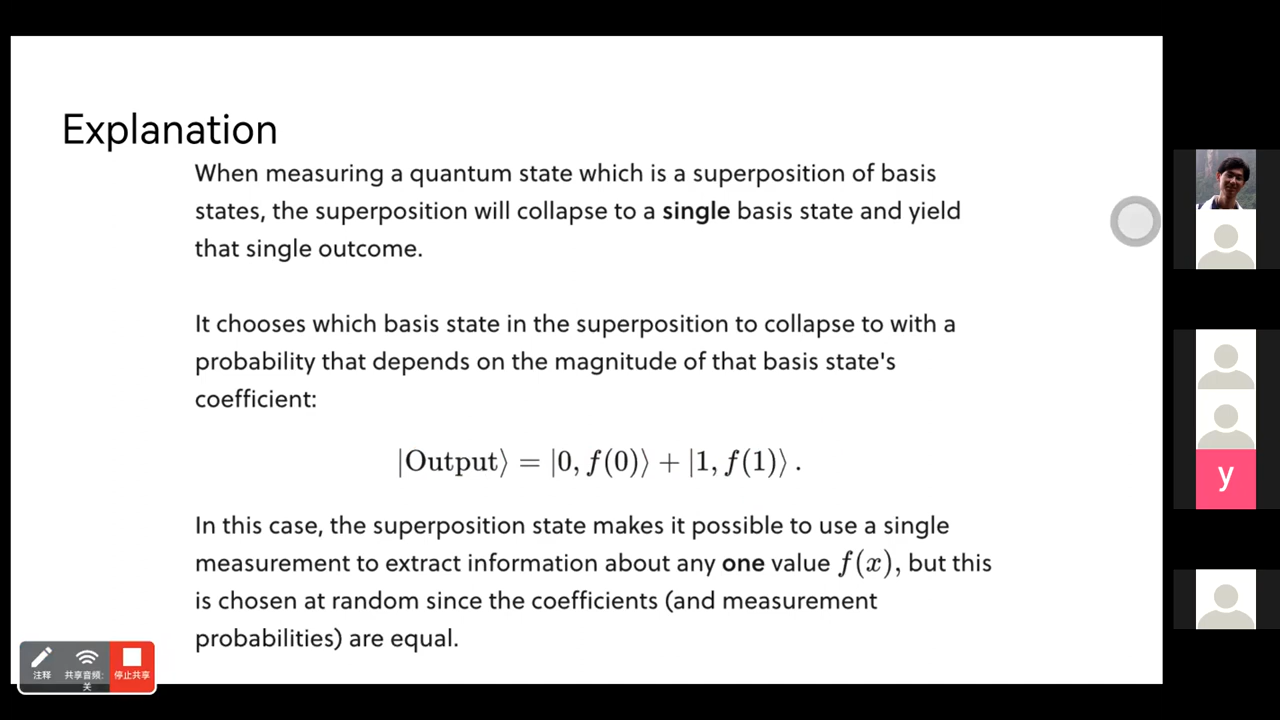 Explanation
When measuring a quantum state which is a superposition of basis
states, the superposition will collapse to a single basis state and yield
that single outcome.
It chooses which basis state in the superposition to collapse to with a
probability that depends on the magnitude of that basis state's
coefficient:
|Output⟩ = |0, f(0)⟩ + |1, f(1)⟩ .
In this case, the superposition state makes it possible to use a single
measurement to extract information about any one value f(x), but this
is chosen at random since the coefficients (and measurement
probabilities) are equal.
y
注释
共享音频:
关
停止共享